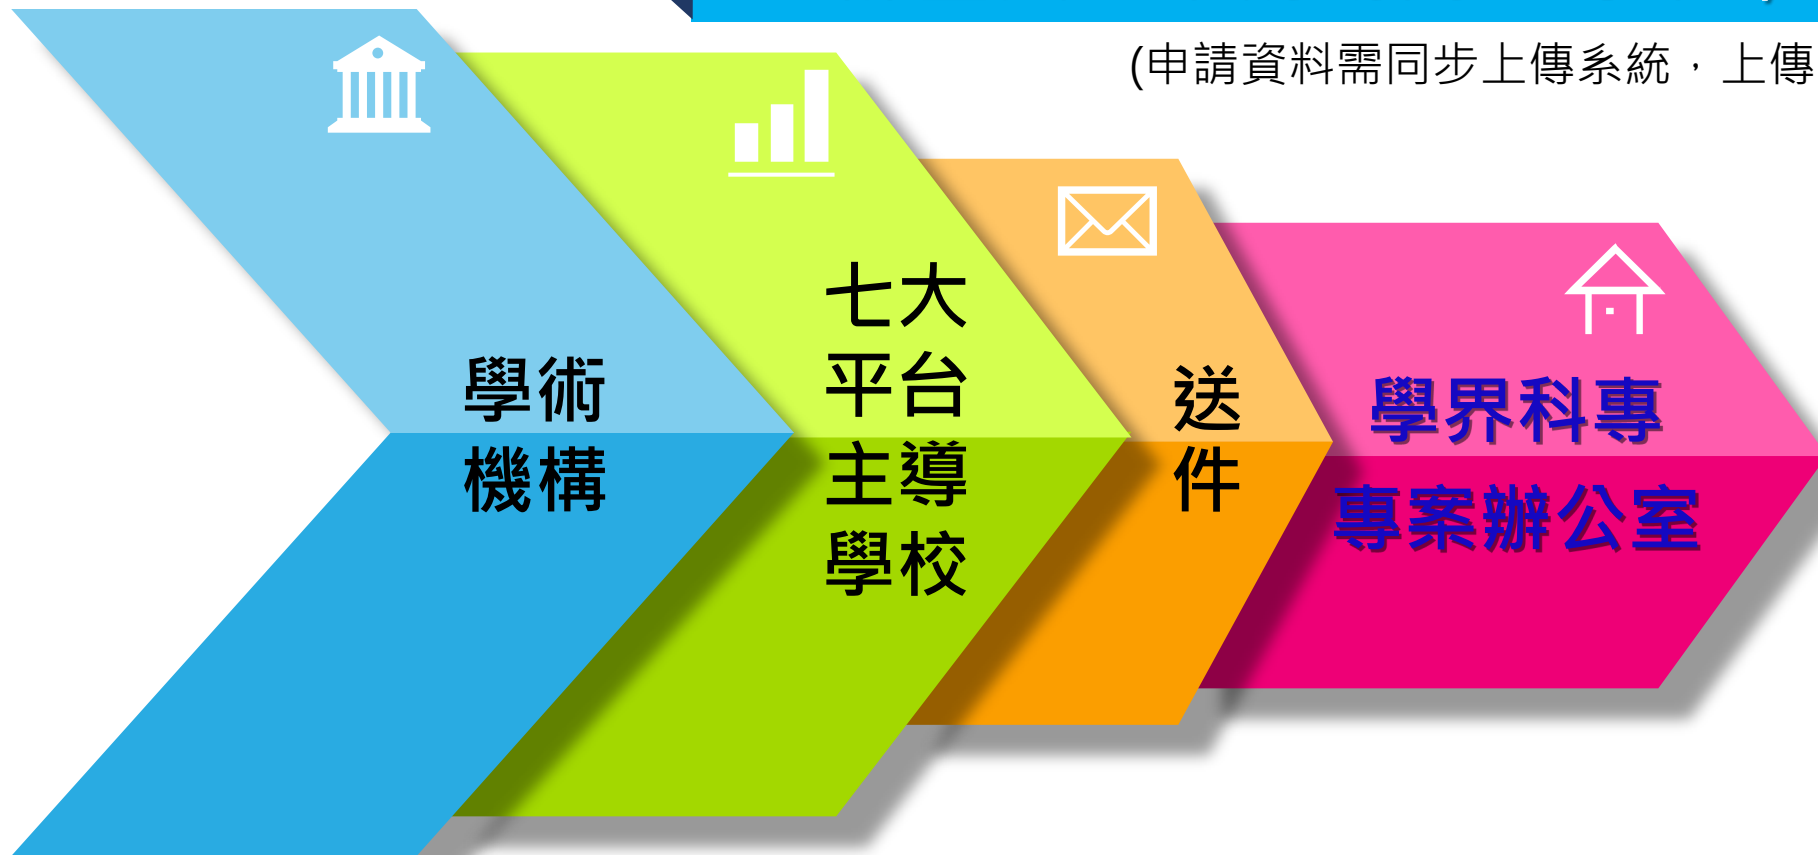 (申請資料需同步上傳系統，上傳
學術
機構
七大
平台
主導
學校
送
件
學界科專
專案辦公室